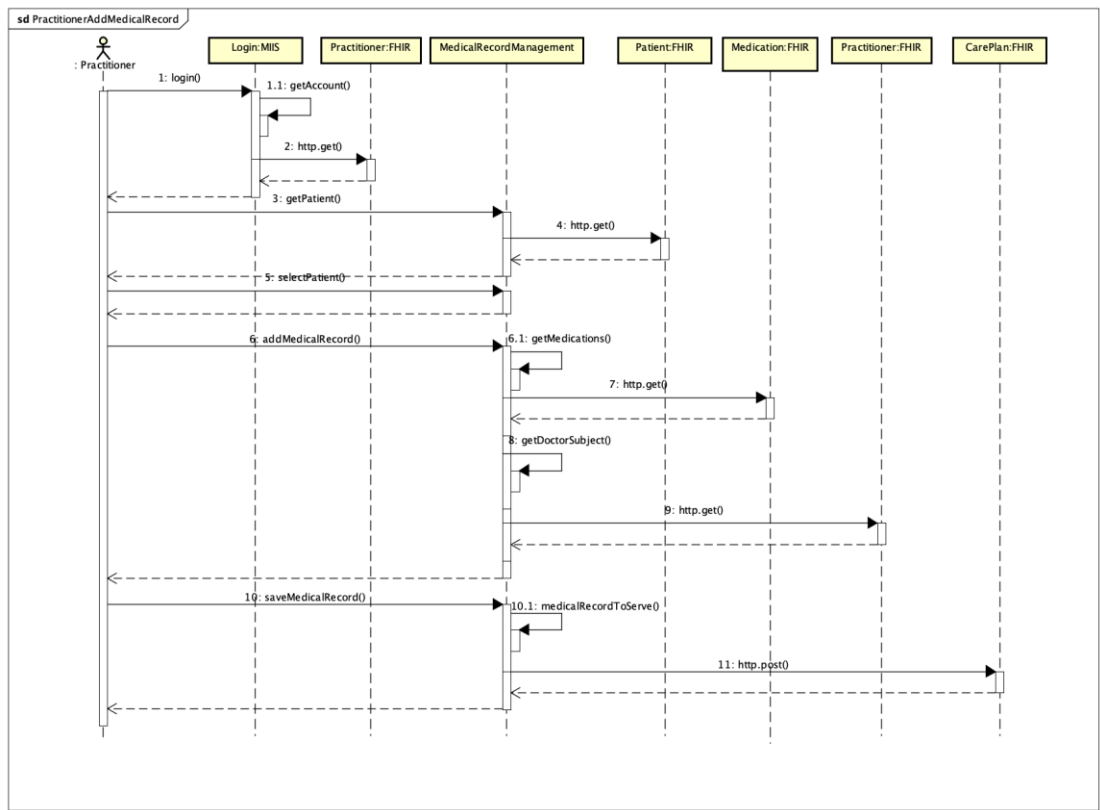 sd PractitionerAddMedicalRecord
Login:MIIS
Practitioner:FHIR
MedicalRecordManagement
Patient:FHIR
Medication:FHIR
Practitioner:FHIR
CarePlan:FHIR
: Practitioner
1: login()
1.1: getAccount()
2: http.get()
3: getPatient()
4: http.get()
5: selectPatient()
6: addMedicalRecord()
6.1: getMedications()
7: http.get()
8: getDoctorSubject()
9: http.get()
10: saveMedicalRecord()
10.1: medicalRecordToServe()
11: http.post()